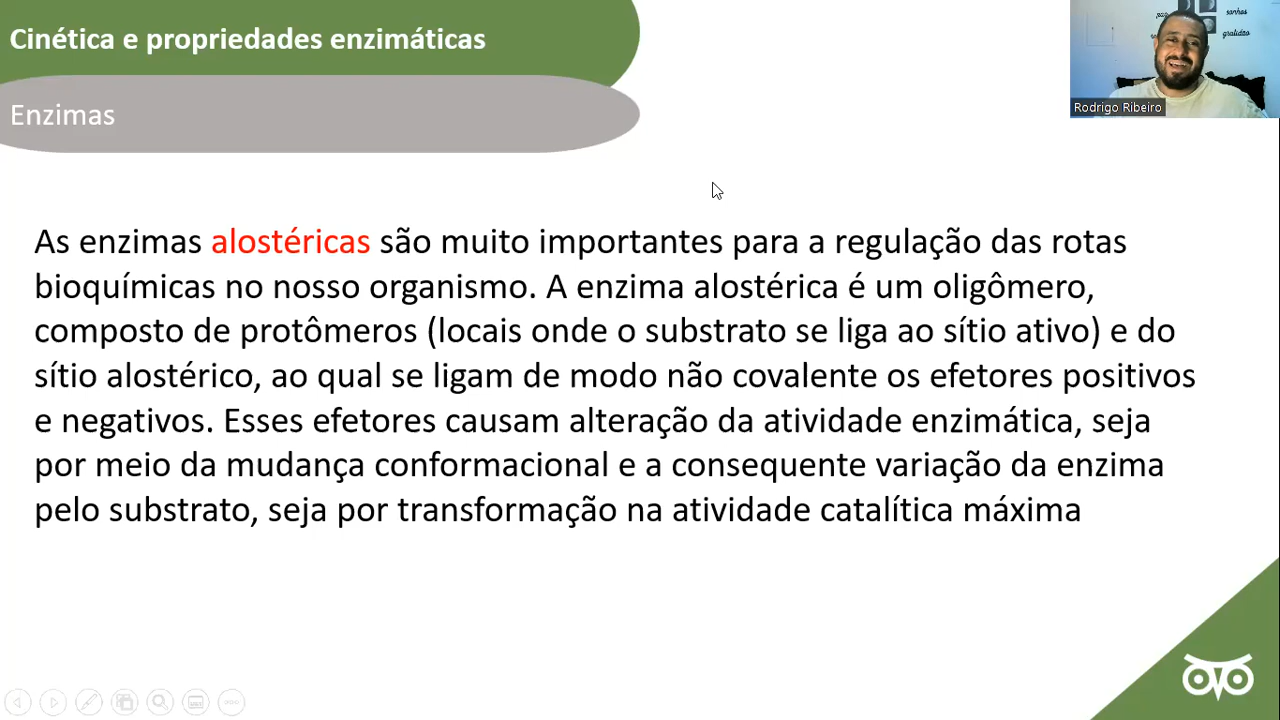 Cinética e propriedades enzimáticas
Enzimas
sonhos
gratidão
Rodrigo Ribeiro
As enzimas alostéricas são muito importantes para a regulação das rotas
bioquímicas no nosso organismo. A enzima alostérica é um oligômero,
composto de protômeros (locais onde o substrato se liga ao sítio ativo) e do
sítio alostérico, ao qual se ligam de modo não covalente os efetores positivos
e negativos. Esses efetores causam alteração da atividade enzimática, seja
por meio da mudança conformacional e a consequente variação da enzima
pelo substrato, seja por transformação na atividade catalítica máxima